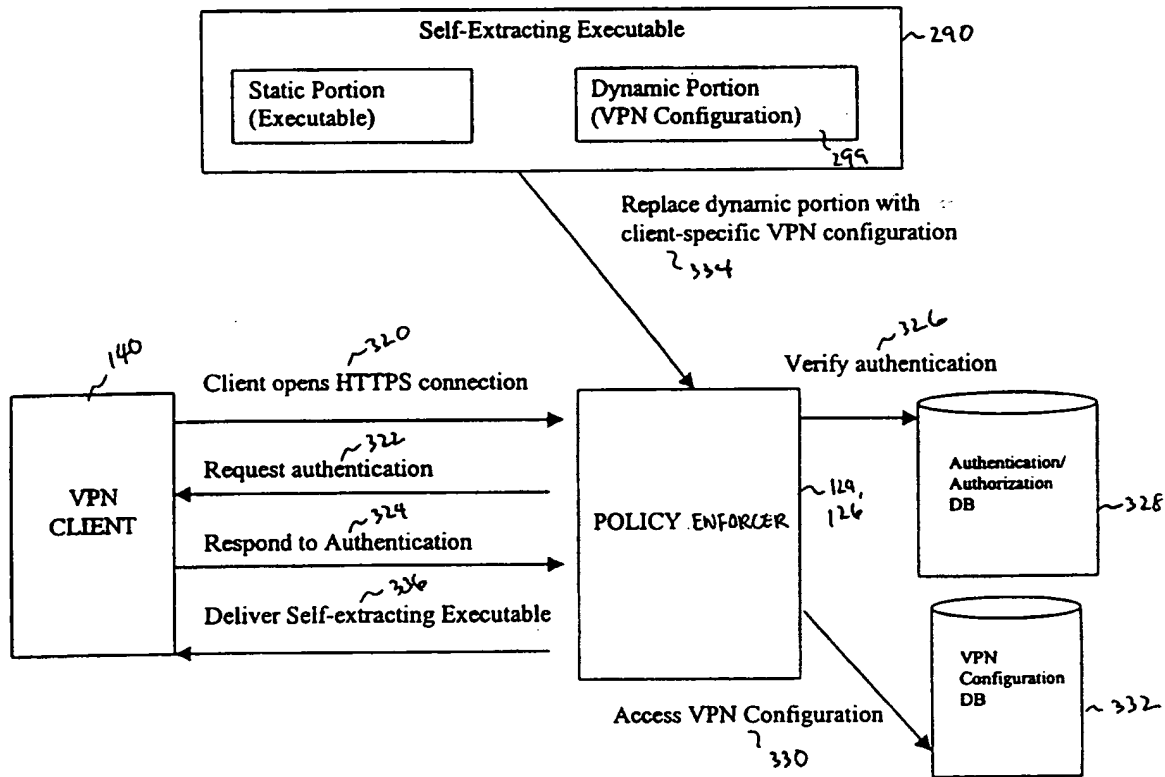 Self-Extracting Executable
290
Static Portion
(Executable)
Dynamic Portion
(VPN Configuration)
299
Replace dynamic portion with
client-specific VPN configuration
334
326
Verify authentication
140
320
Client opens HTTPS connection
322
Request authentication
VPN
CLIENT
324
Respond to Authentication
336
Deliver Self-extracting Executable
POLICY ENFORCER
126
Authentication/
Authorization
DB
328
VPN
Configuration
DB
332
Access VPN Configuration
330